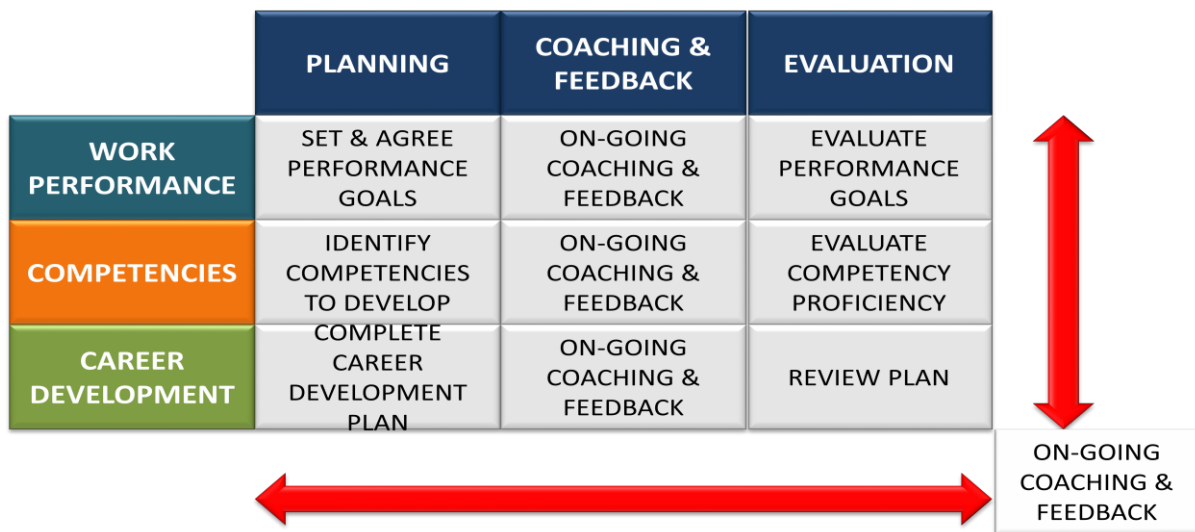 PLANNING
COACHING &
FEEDBACK
EVALUATION
WORK
PERFORMANCE
SET & AGREE
PERFORMANCE
GOALS
ON-GOING
COACHING &
FEEDBACK
EVALUATE
PERFORMANCE
GOALS
COMPETENCIES
IDENTIFY
COMPETENCIES
TO DEVELOP
ON-GOING
COACHING &
FEEDBACK
EVALUATE
COMPETENCY
PROFICIENCY
CAREER
DEVELOPMENT
COMPLETE
CAREER
DEVELOPMENT
PLAN
ON-GOING
COACHING &
FEEDBACK
REVIEW PLAN
ON-GOING
COACHING &
FEEDBACK